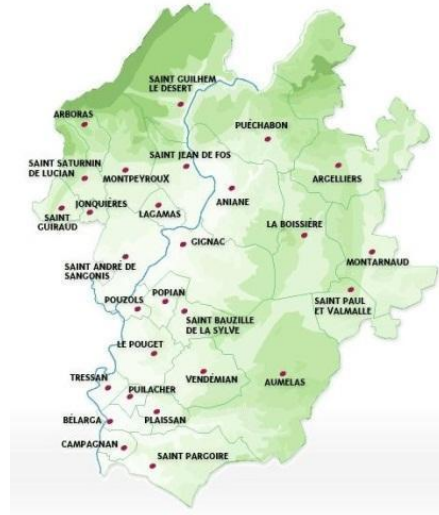 SAINT GUILHEM
LE DESERT
ARBORAS
PUÉCHABON
SAINT JEAN DE FOS
SAINT SATURNIN
DE LUCIAN
MONTPEYROUX
ARGELLIERS
ANIANE
JONQUIÈRES
LAGAMAS
SAINT
GUIRAUD
LA BOISSIÈRE
GIGNAC
MONTARNAUD
SAINT ANDRÉ DE
SANGONIS
POPIAN
POUZOLS
SAINT PAUL
ET VALMALLE
SAINT BAUZILLE
DE LA SYLVE
LE POUGET
TRESSAN
VENDÉMIAN
AUMELAS
PUILACHER
BÉLARGA
PLAISSAN
CAMPAGNAN
SAINT PARGOIRE